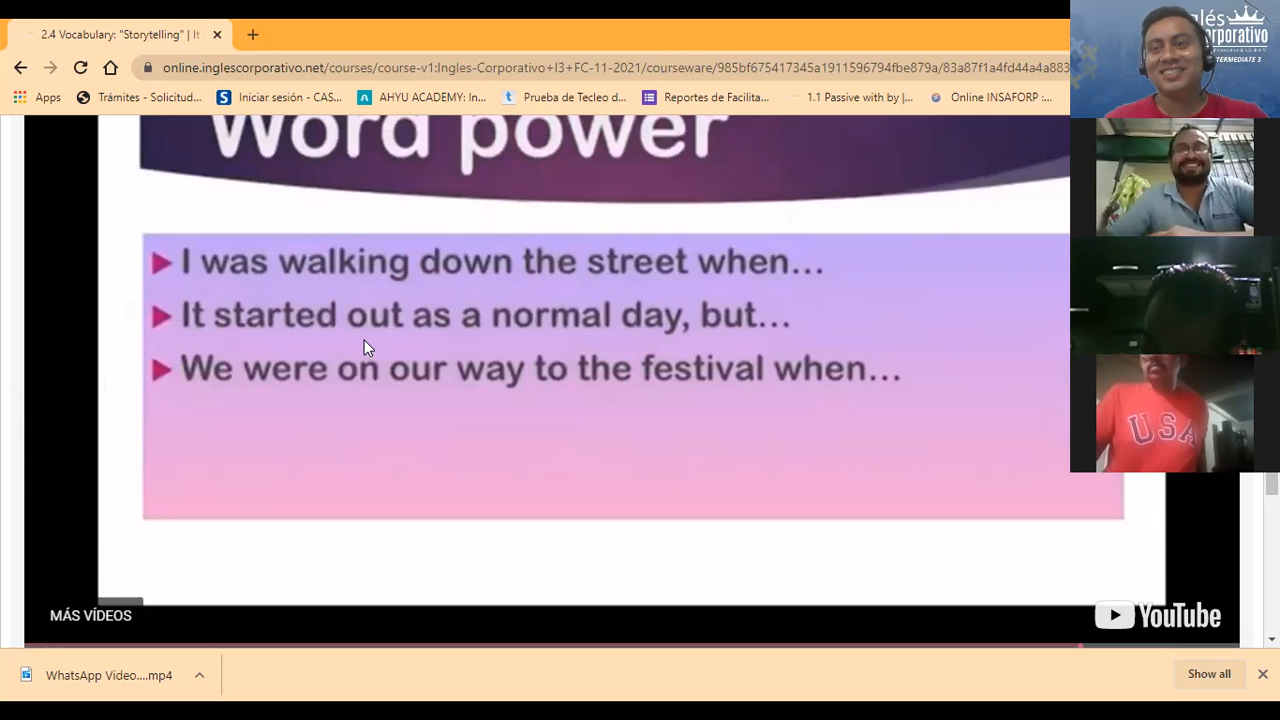 2.4 Vocabulary: "Storytelling" | It
online.inglescorporativo.net/courses/course-v1:Ingles-Corporativo+I3+FC-11-2021/courseware/985bf675417345a1911596794fbe879a/83a87f1a4fd44a4a883
Apps
Trámites - Solicitud...
Iniciar sesión - CAS...
AHYU ACADEMY: In...
Prueba de Tecleo d...
Reportes de Facilita...
1.1 Passive with by |...
Online INSAFORP :...
Word power
I was walking down the street when...
It started out as a normal day, but...
We were on our way to the festival when...
USA
MÁS VÍDEOS
YouTube
WhatsApp Video....mp4
Show all